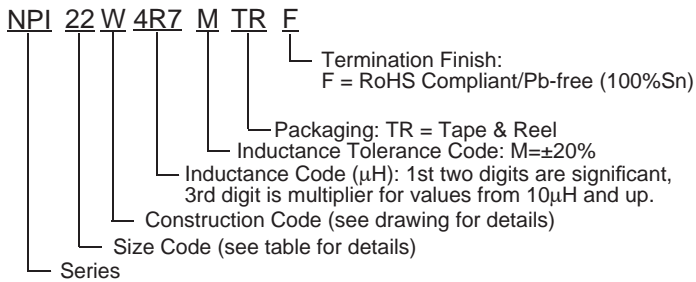 NPI 22 W 4R7 M TR F
Termination Finish:
F = RoHS Compliant/Pb-free (100%Sn)
Packaging: TR = Tape & Reel
Inductance Tolerance Code: M=±20%
Inductance Code (μH): 1st two digits are significant,
3rd digit is multiplier for values from 10μH and up.
Construction Code (see drawing for details)
Size Code (see table for details)
Series